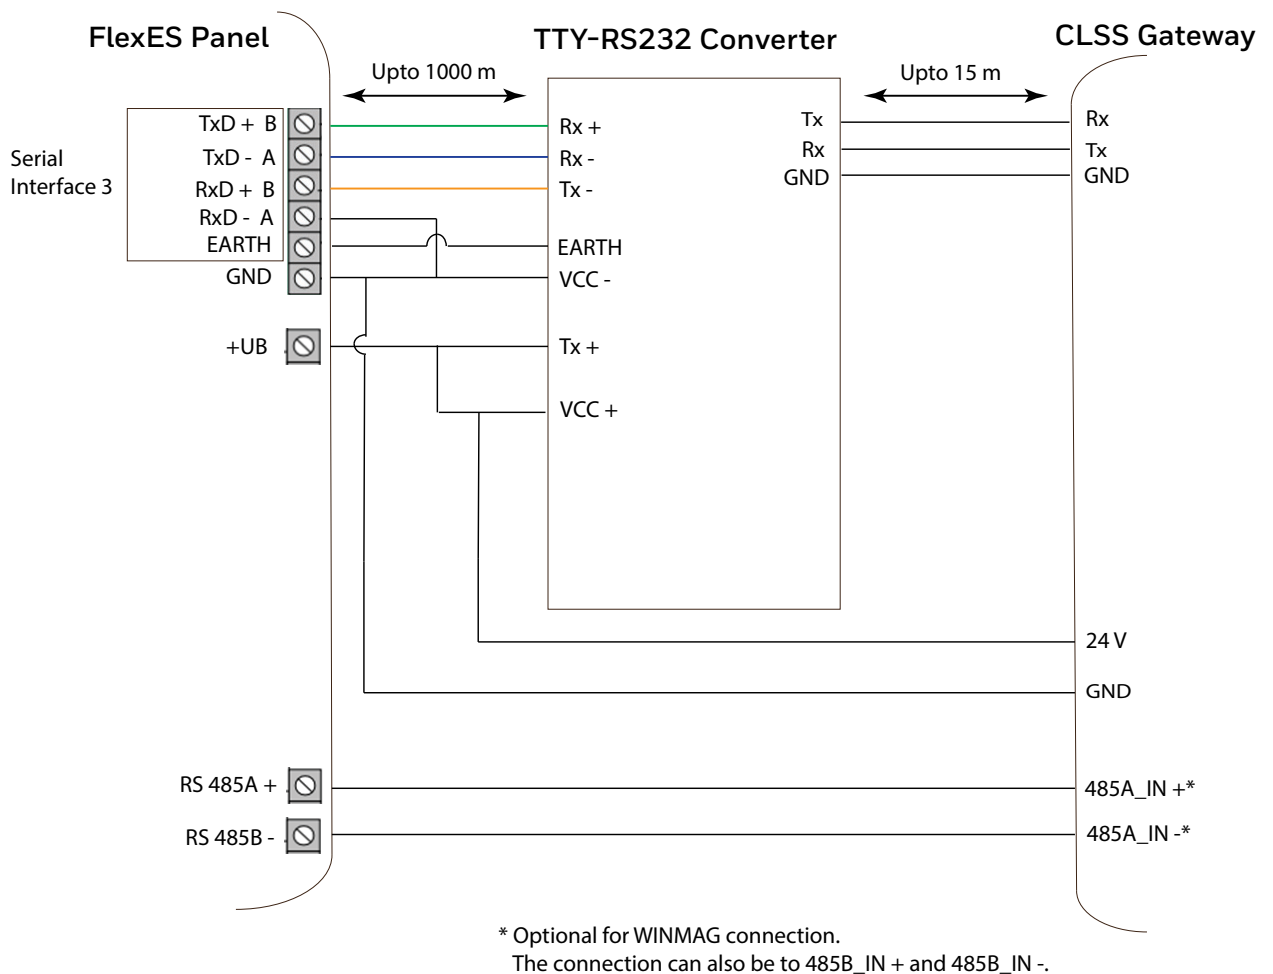 FlexES Panel
TTY-RS232 Converter
CLSS Gateway
Upto 1000 m
Upto 15 m
Serial
Interface 3
TxD + B
TxD - A
RxD + B
RxD - A
EARTH
GND
+UB
Rx +
Rx -
Tx -
EARTH
VCC -
Tx +
VCC +
Tx
Rx
GND
Rx
Tx
GND
24 V
GND
RS 485A +
RS 485B -
485A_IN +*
485A_IN -*
* Optional for WINMAG connection.
The connection can also be to 485B_IN + and 485B_IN -.